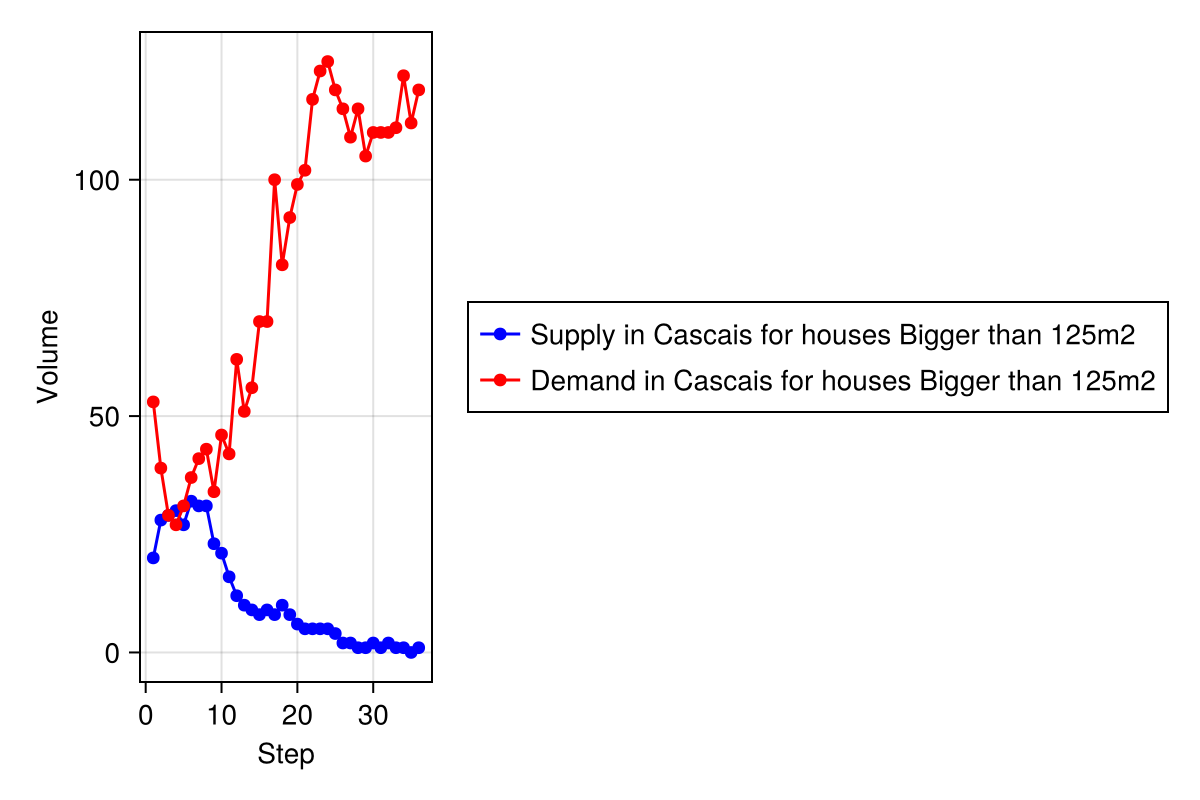 Volume
100
50
0
0 10 20 30
Step
Supply in Cascais for houses Bigger than 125m2
Demand in Cascais for houses Bigger than 125m2